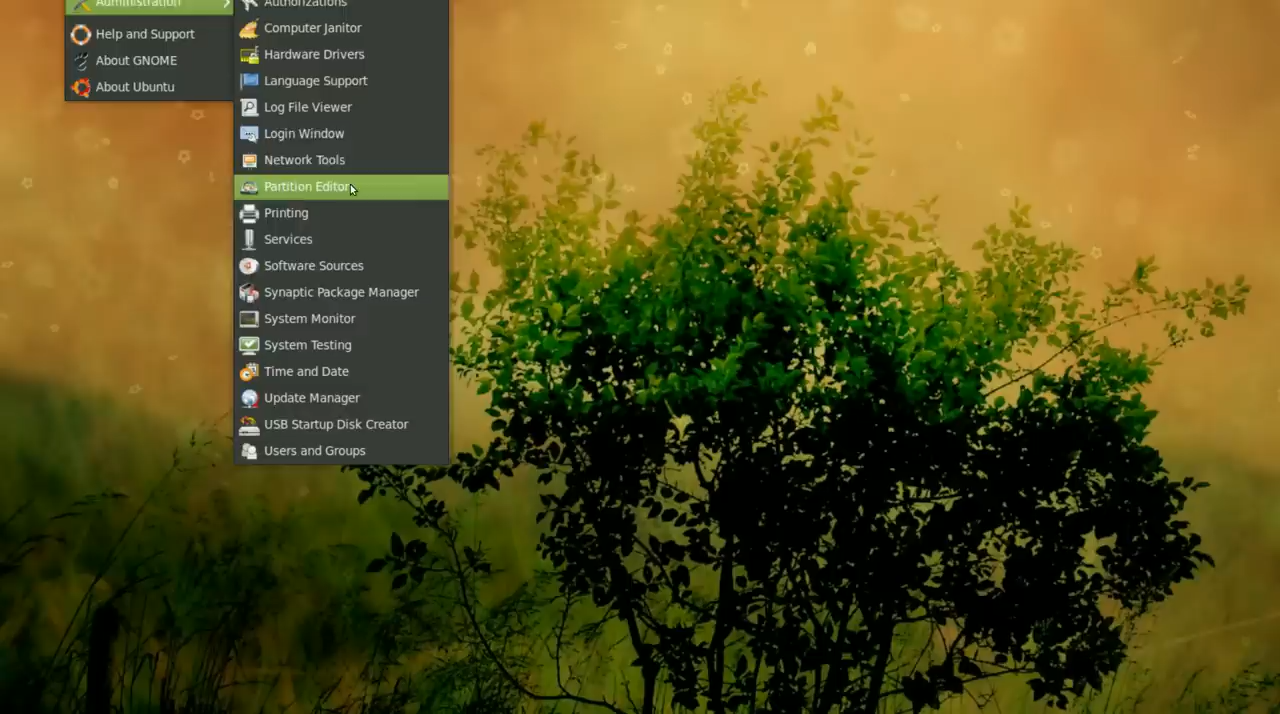 Administration
Help and Support
About GNOME
About Ubuntu
Authorizations
Computer Janitor
Hardware Drivers
Language Support
Log File Viewer
Login Window
Network Tools
Partition Editor
Printing
Services
Software Sources
Synaptic Package Manager
System Monitor
System Testing
Time and Date
Update Manager
USB Startup Disk Creator
Users and Groups